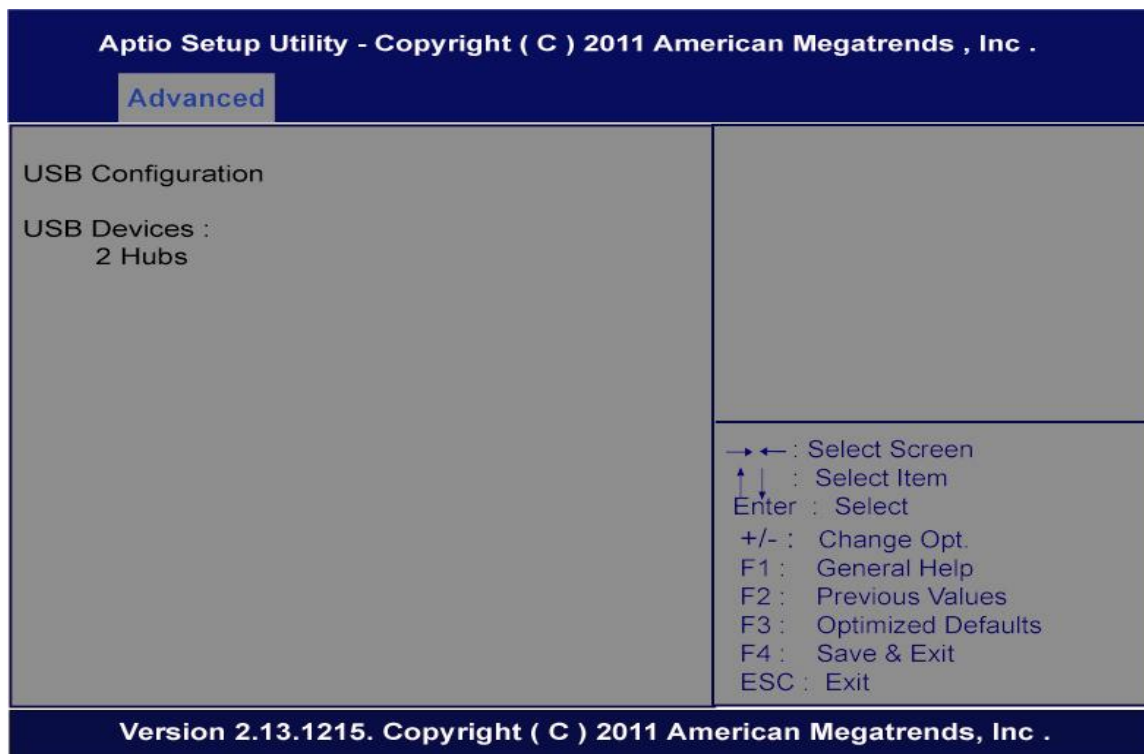 Aptio Setup Utility - Copyright ( C ) 2011 American Megatrends , Inc .
Advanced
USB Configuration
USB Devices :
2 Hubs
→ ← : Select Screen
↑ ↓ : Select Item
Enter : Select
+/- : Change Opt.
F1 : General Help
F2 : Previous Values
F3 : Optimized Defaults
F4 : Save & Exit
ESC : Exit
Version 2.13.1215. Copyright ( C ) 2011 American Megatrends, Inc .